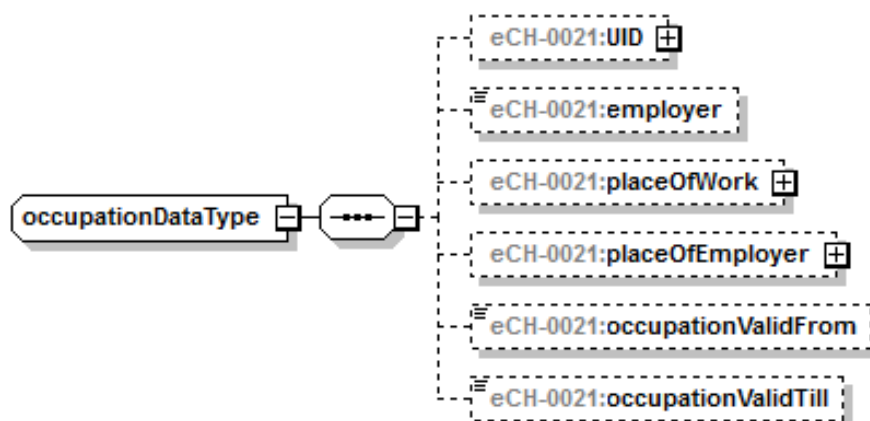 eCH-0021:UID
eCH-0021:employer
eCH-0021:placeOfWork
occupationDataType
eCH-0021:placeOfEmployer
eCH-0021:occupationValidFrom
eCH-0021:occupationValidTill